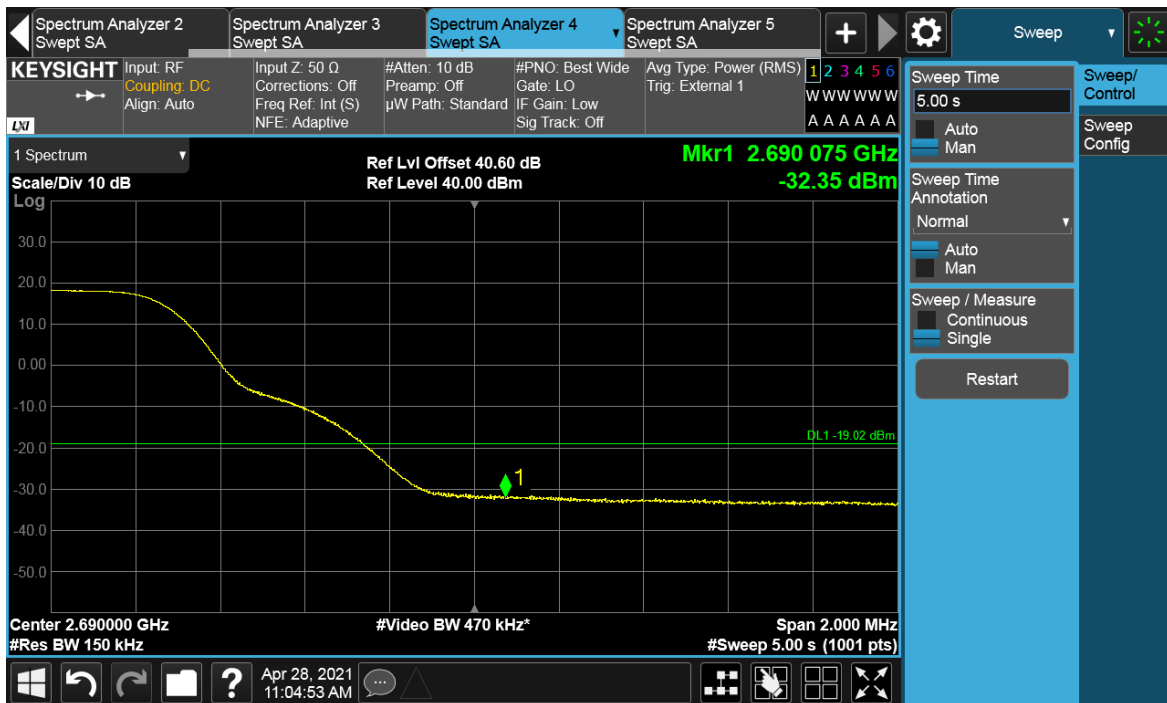 Spectrum Analyzer 2
Swept SA
Spectrum Analyzer 3
Swept SA
Spectrum Analyzer 4
Swept SA
Spectrum Analyzer 5
Swept SA
+
Sweep
KEYSIGHT
LXI
Input: RF
Coupling: DC
Align: Auto
Input Z: 50 Ω
Corrections: Off
Freq Ref: Int (S)
NFE: Adaptive
#Atten: 10 dB
Preamp: Off
µW Path: Standard
#PNO: Best Wide
Gate: LO
IF Gain: Low
Sig Track: Off
Avg Type: Power (RMS)
Trig: External 1
1 2 3 4 5 6
W W W W W W
A A A A A A
1 Spectrum
Scale/Div 10 dB
Log
Ref Lvl Offset 40.60 dB
Ref Level 40.00 dBm
Mkr1 2.690 075 GHz
-32.35 dBm
30.0
20.0
10.0
0.00
-10.0
-20.0
-30.0
-40.0
-50.0
DL1 -19.02 dBm
1
Center 2.690000 GHz
#Res BW 150 kHz
#Video BW 470 kHz*
Span 2.000 MHz
#Sweep 5.00 s (1001 pts)
Sweep Time
5.00 s
Auto
Man
Sweep Time
Annotation
Normal
Auto
Man
Sweep / Measure
Continuous
Single
Restart
Sweep/
Control
Sweep
Config
?
Apr 28, 2021
11:04:53 AM